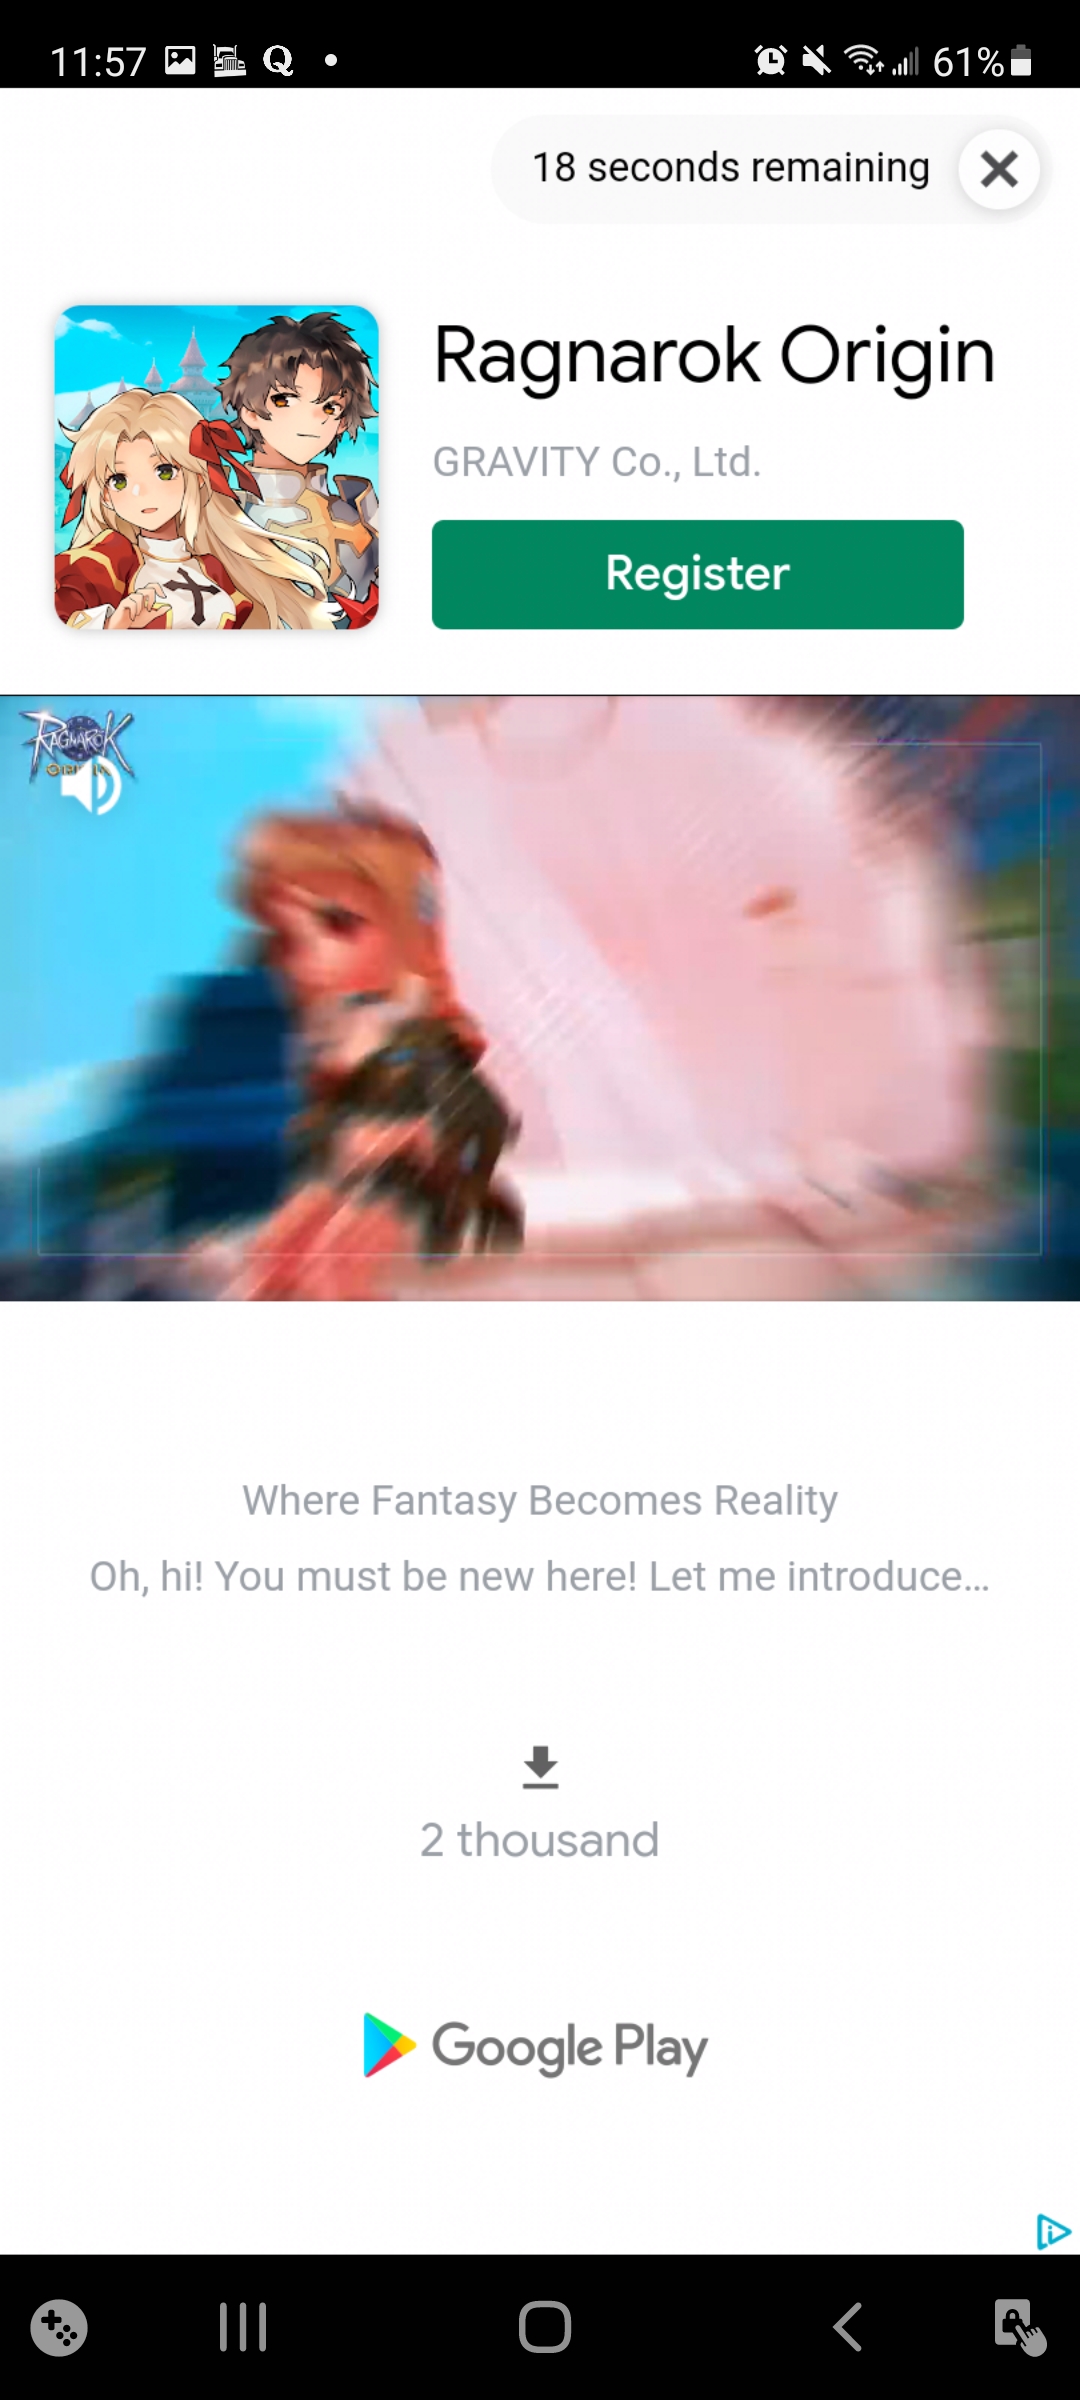 11:57 Q 61%
18 seconds remaining
Ragnarok Origin
GRAVITY Co., Ltd.
Register
RAGNAROK
Where Fantasy Becomes Reality
Oh, hi! You must be new here! Let me introduce...
2 thousand
Google Play